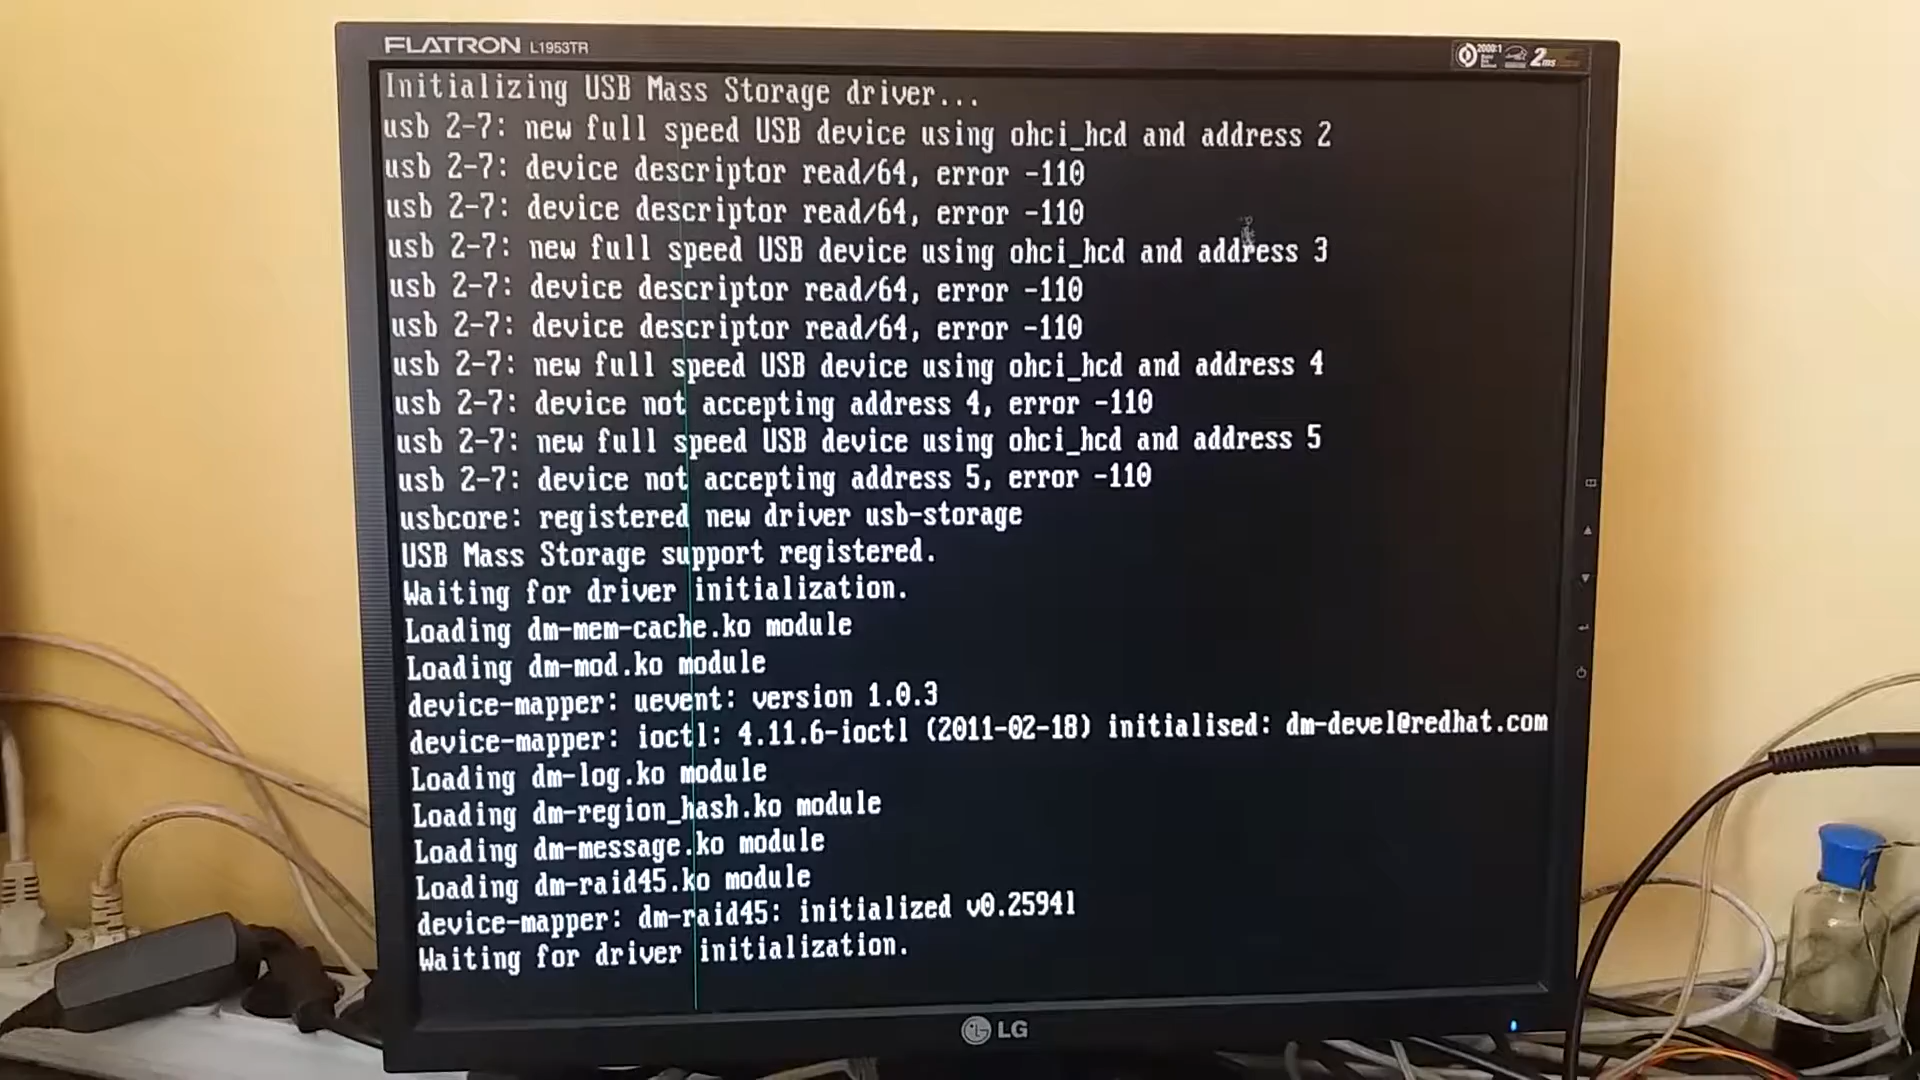 FLATRON L1953TR
2000:1 2ms
Initializing USB Mass Storage driver...
usb 2-7: new full speed USB device using ohci_hcd and address 2
usb 2-7: device descriptor read/64, error -110
usb 2-7: device descriptor read/64, error -110
usb 2-7: new full speed USB device using ohci_hcd and address 3
usb 2-7: device descriptor read/64, error -110
usb 2-7: device descriptor read/64, error -110
usb 2-7: new full speed USB device using ohci_hcd and address 4
usb 2-7: device not accepting address 4, error -110
usb 2-7: new full speed USB device using ohci_hcd and address 5
usb 2-7: device not accepting address 5, error -110
usbcore: registered new driver usb-storage
USB Mass Storage support registered.
Waiting for driver initialization.
Loading dm-mem-cache.ko module
Loading dm-mod.ko module
device-mapper: uevent: version 1.0.3
device-mapper: ioctl: 4.11.6-ioctl (2011-02-18) initialised: dm-devel@redhat.com
Loading dm-log.ko module
Loading dm-region_hash.ko module
Loading dm-message.ko module
Loading dm-raid45.ko module
device-mapper: dm-raid45: initialized v0.2594l
Waiting for driver initialization.
LG